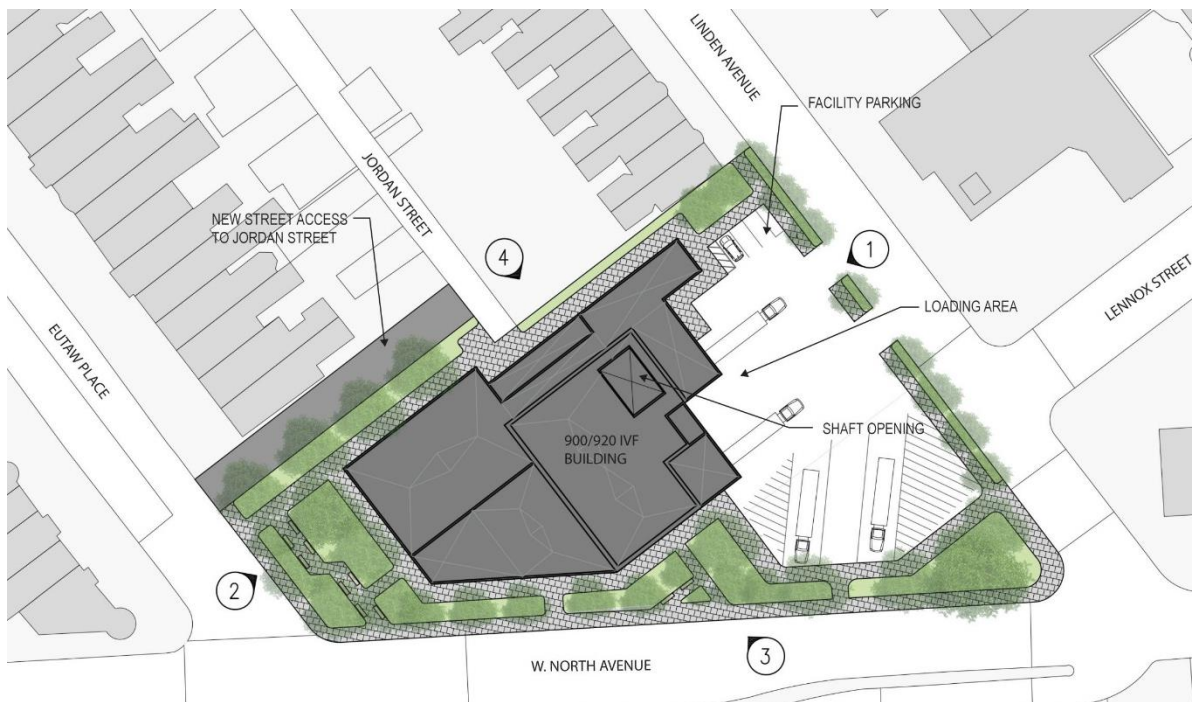 LINDEN AVENUE
FACILITY PARKING
JORDAN STREET
NEW STREET ACCESS
TO JORDAN STREET
4
1
LOADING AREA
LENNOX STREET
EUTAW PLACE
SHAFT OPENING
900/920 IVF
BUILDING
2
3
W. NORTH AVENUE